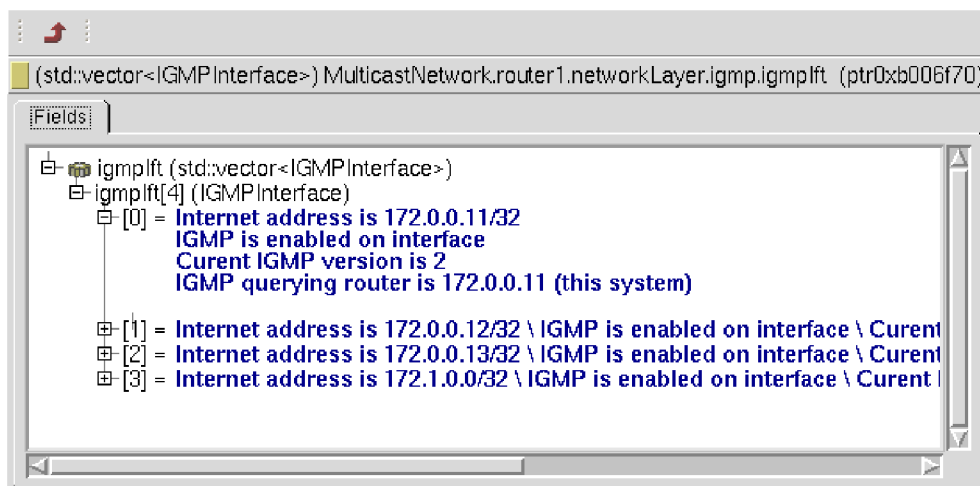 (std::vector<IGMPInterface>) MulticastNetwork.router1.networkLayer.igmp.igmpIft (ptr0xb006f70)
Fields
igmpIft (std::vector<IGMPInterface>)
igmpIft[4] (IGMPInterface)
[0] = Internet address is 172.0.0.11/32
IGMP is enabled on interface
Curent IGMP version is 2
IGMP querying router is 172.0.0.11 (this system)
[1] = Internet address is 172.0.0.12/32 \ IGMP is enabled on interface \ Curent
[2] = Internet address is 172.0.0.13/32 \ IGMP is enabled on interface \ Curent
[3] = Internet address is 172.1.0.0/32 \ IGMP is enabled on interface \ Curent I